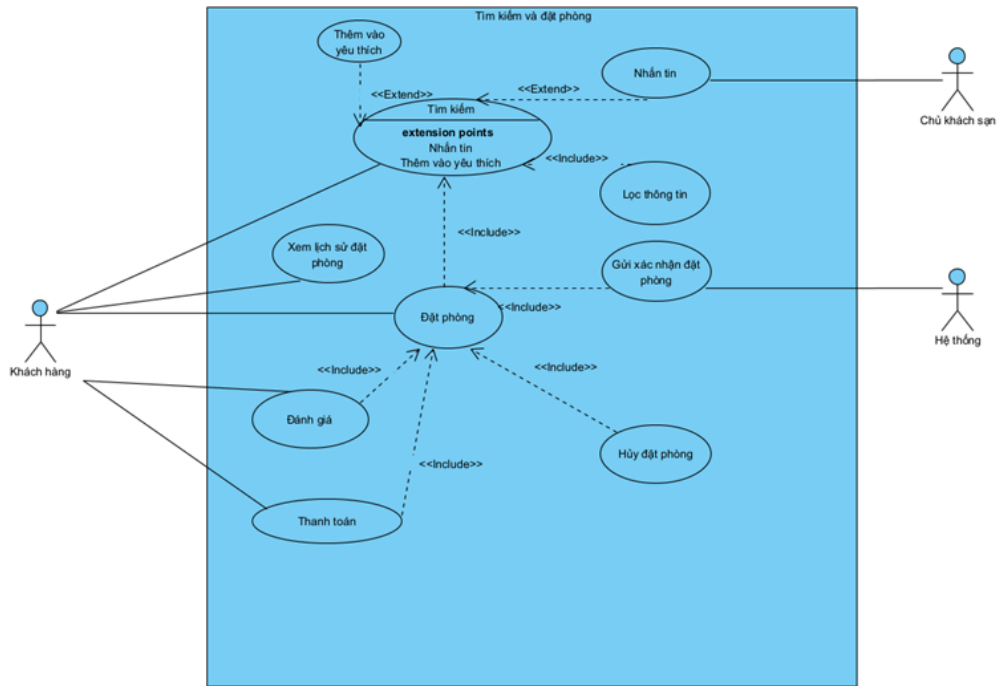 Tìm kiếm và đặt phòng
Thêm vào
yêu thích
Nhắn tin
<<Extend>>
<<Extend>>
Tìm kiếm
extension points
Nhắn tin
Thêm vào yêu thích
Chủ khách sạn
<<Include>>
Lọc thông tin
<<Include>>
Xem lịch sử đặt
phòng
Gửi xác nhận đặt
phòng
<<Include>>
Đặt phòng
Hệ thống
Khách hàng
<<Include>>
<<Include>>
Đánh giá
Hủy đặt phòng
<<Include>>
Thanh toán